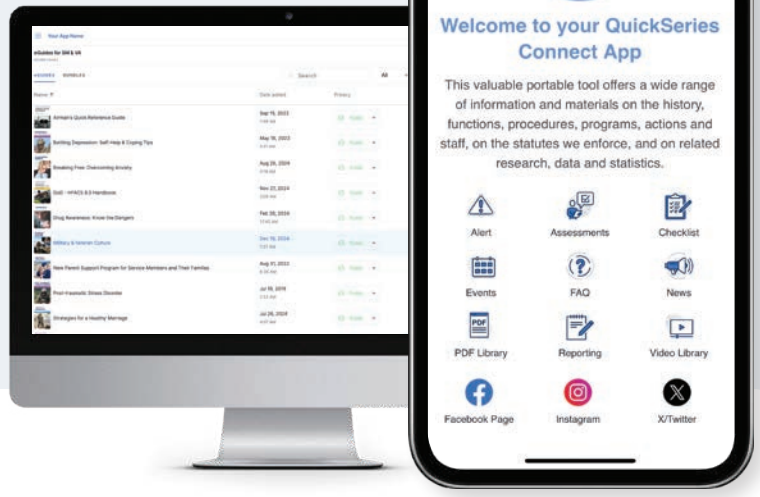 Your App Name
eGuides for SM & VA
EGUIDES BUNDLES
Search All
Name Date added Privacy
Airman's Quick Reference Guide Sep 19, 2023
Battling Depression: Self-Help & Coping Tips May 16, 2023
Breaking Free: Overcoming Anxiety Aug 26, 2024
Nov 27, 2024
Drug Awareness: Know the Dangers Feb 28, 2024
Military & Veteran Culture Dec 19, 2024
New Parent Support Program for Service Members and Their Families Aug 31, 2023
Post-traumatic Stress Disorder Jul 19, 2019
Strategies for a Healthy Marriage Jul 26, 2024
Welcome to your QuickSeries
Connect App
This valuable portable tool offers a wide range
of information and materials on the history,
functions, procedures, programs, actions and
staff, on the statutes we enforce, and on related
research, data and statistics.
Alert Assessments Checklist
Events FAQ News
PDF
PDF Library Reporting Video Library
Facebook Page Instagram X/Twitter